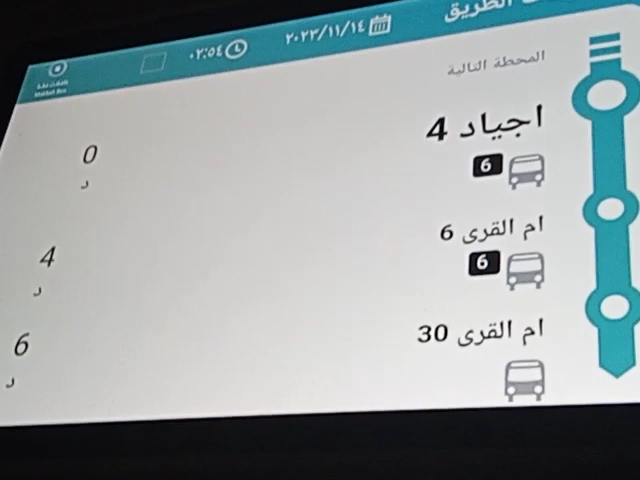 الطريق
٢٠٢٣/١١/١٤
٠٢:٥٤
المحطة التالية
اجياد 4
0
د
6
ام القرى 6
4
د
6
ام القرى 30
6
د